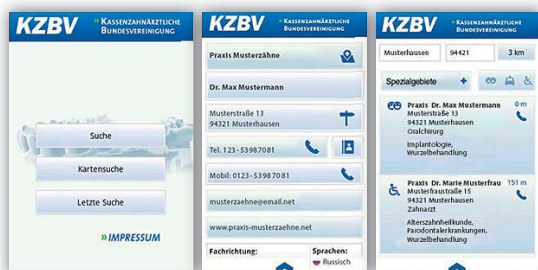 KZBV
» KASSENZAHNÄRZTLICHE
BUNDESVEREINIGUNG
Suche
Kartensuche
Letzte Suche
» IMPRESSUM
KZBV
» KASSENZAHNÄRZTLICHE
BUNDESVEREINIGUNG
Praxis Musterzähne
Dr. Max Mustermann
Musterstraße 13
94321 Musterhausen
Tel. 123-53987081
Mobil: 0123-53987081
musterzaehne@email.net
www.praxis-musterzaehne.net
Fachrichtung: Sprachen:
Russisch
KZBV
» KASSENZAHNÄRZTLICHE
BUNDESVEREINIGUNG
Musterhausen 94421 3 km
Spezialgebiete +
Praxis Dr. Max Mustermann 0 m
Musterstraße 13
94321 Musterhausen
Oralchirurg
Implantologie,
Wurzelbehandlung
Praxis Dr. Marie Musterfrau 151 m
Musterfraustraße 15
94321 Musterhausen
Zahnarzt
Alterszahnheilkunde,
Parodontalerkrankungen,
Wurzelbehandlung